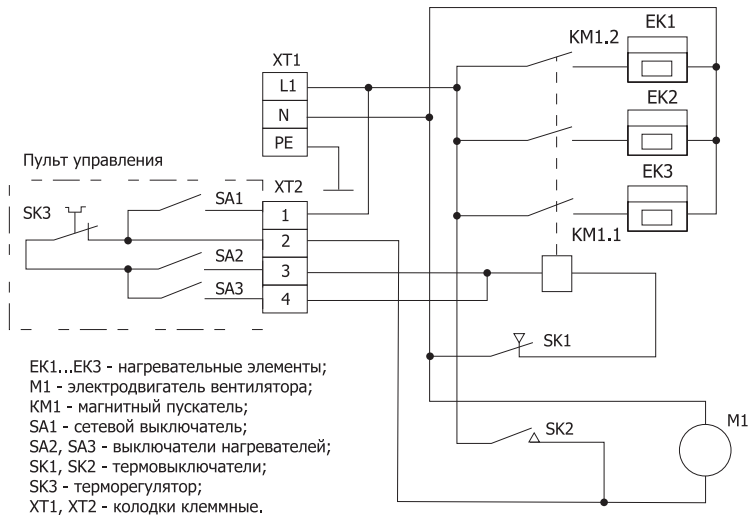 EK1
KM1.2
XT1
L1
N
PE
EK2
EK3
Пульт управления
SK3
SA1
XT2
1
2
SA2
3
SA3
4
KM1.1
SK1
SK2
M1
EK1...EK3 - нагревательные элементы;
M1 - электродвигатель вентилятора;
KM1 - магнитный пускатель;
SA1 - сетевой выключатель;
SA2, SA3 - выключатели нагревателей;
SK1, SK2 - термовыключатели;
SK3 - терморегулятор;
XT1, XT2 - колодки клеммные.